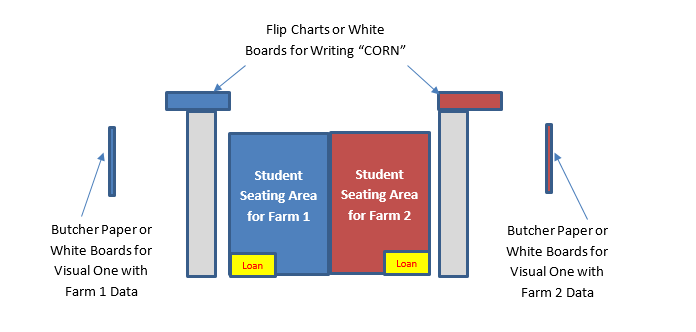 Flip Charts or White
Boards for Writing “CORN”
Student
Seating Area
for Farm 1
Student
Seating Area
for Farm 2
Loan
Loan
Butcher Paper or
White Boards for
Visual One with
Farm 1 Data
Butcher Paper or
White Boards for
Visual One with
Farm 2 Data